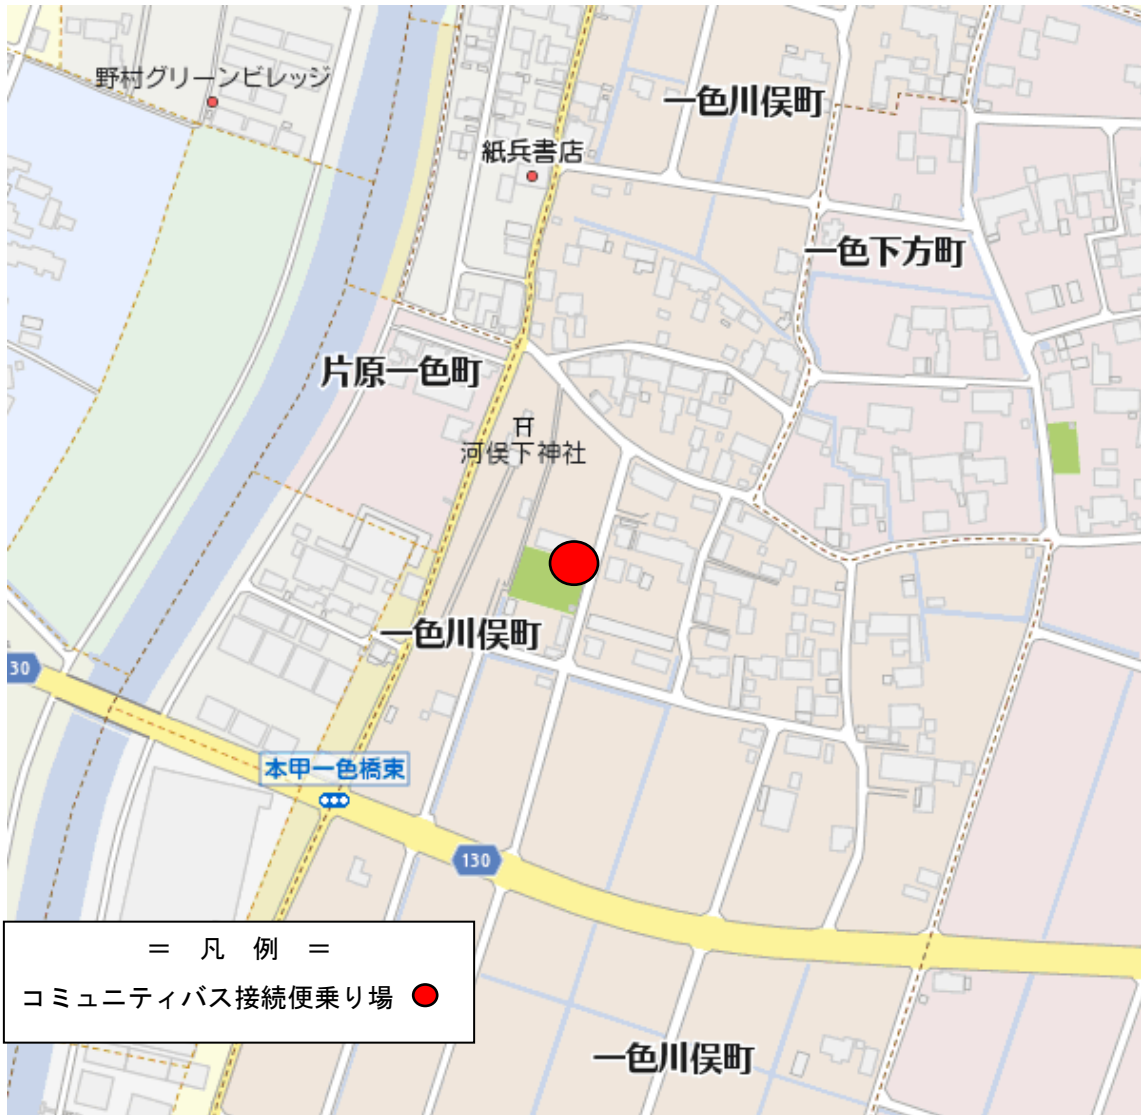 野村グリーンビレッジ
一色川俣町
紙兵書店
一色下方町
片原一色町
河俣下神社
一色川俣町
30
本甲一色橋東
130
＝ 凡 例 ＝
コミュニティバス接続便乗り場
一色川俣町